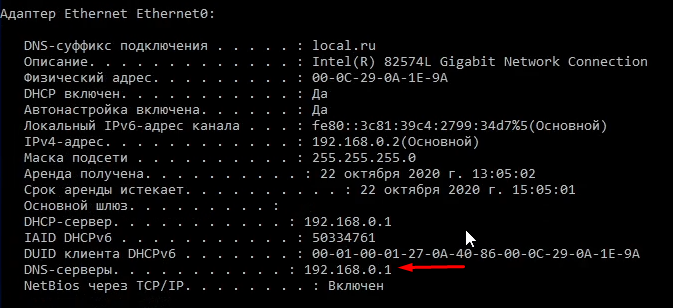 Адаптер Ethernet Ethernet0:
DNS-суффикс подключения . . . . . : local.ru
Описание. . . . . . . . . . . . . : Intel(R) 82574L Gigabit Network Connection
Физический адрес. . . . . . . . . : 00-0C-29-0A-1E-9A
DHCP включен. . . . . . . . . . . : Да
Автонастройка включена. . . . . . : Да
Локальный IPv6-адрес канала . . . : fe80::3c81:39c4:2799:34d7%5(Основной)
IPv4-адрес. . . . . . . . . . . . : 192.168.0.2(Основной)
Маска подсети . . . . . . . . . . : 255.255.255.0
Аренда получена. . . . . . . . . . : 22 октября 2020 г. 13:05:02
Срок аренды истекает. . . . . . . . . . : 22 октября 2020 г. 15:05:01
Основной шлюз. . . . . . . . . :
DHCP-сервер. . . . . . . . . . . : 192.168.0.1
IAID DHCPv6 . . . . . . . . . . . : 50334761
DUID клиента DHCPv6 . . . . . . . : 00-01-00-01-27-0A-40-86-00-0C-29-0A-1E-9A
DNS-серверы. . . . . . . . . . . : 192.168.0.1
NetBios через TCP/IP. . . . . . . . : Включен